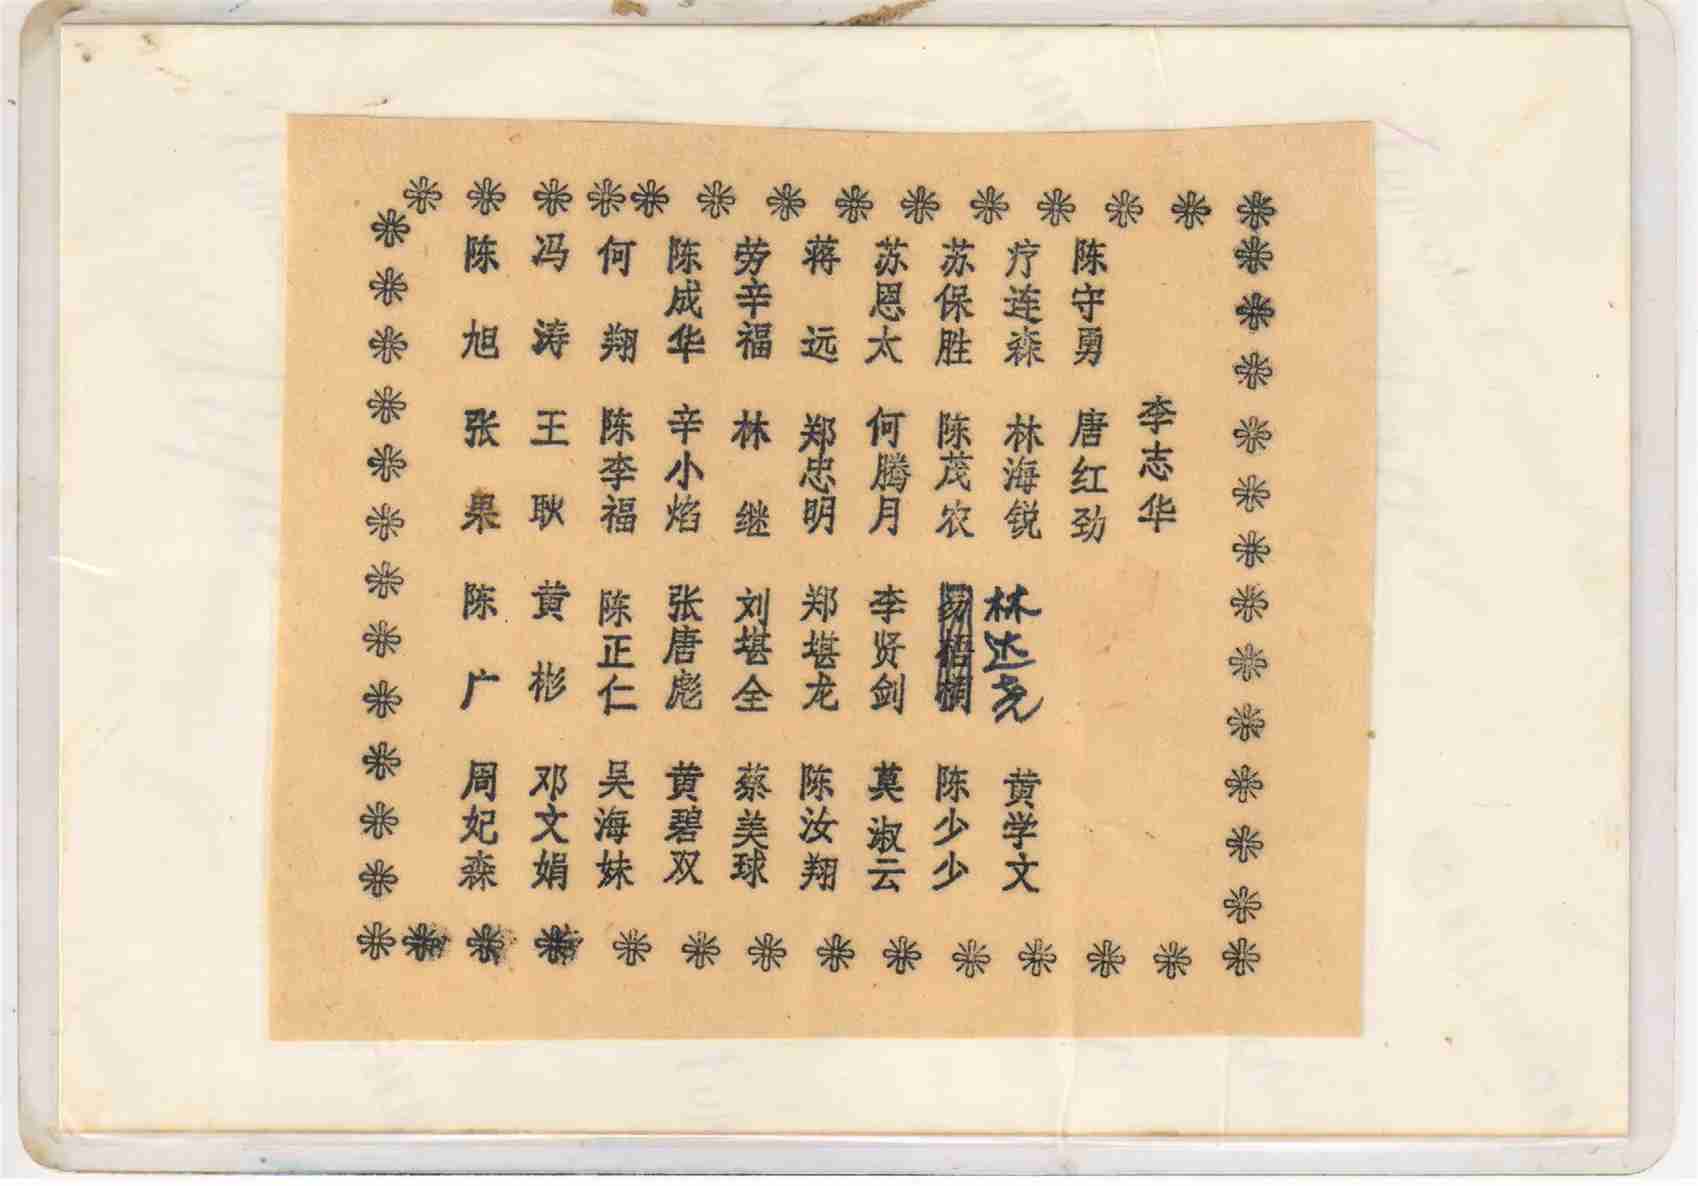 陈旭 冯涛 何翔 陈成华 劳辛福 蒋远 苏恩太 苏保胜 疗连森 陈守勇
张果 王耿 陈李福 辛小焰 林继 郑忠明 何腾月 陈茂农 林海锐 唐红劲 李志华
陈广 黄彬 陈正仁 张唐彪 刘堪全 郑堪龙 李贤剑 林达尧
周妃森 邓文娟 吴海妹 黄碧双 蔡美球 陈汝翔 莫淑云 陈少少 黄学文